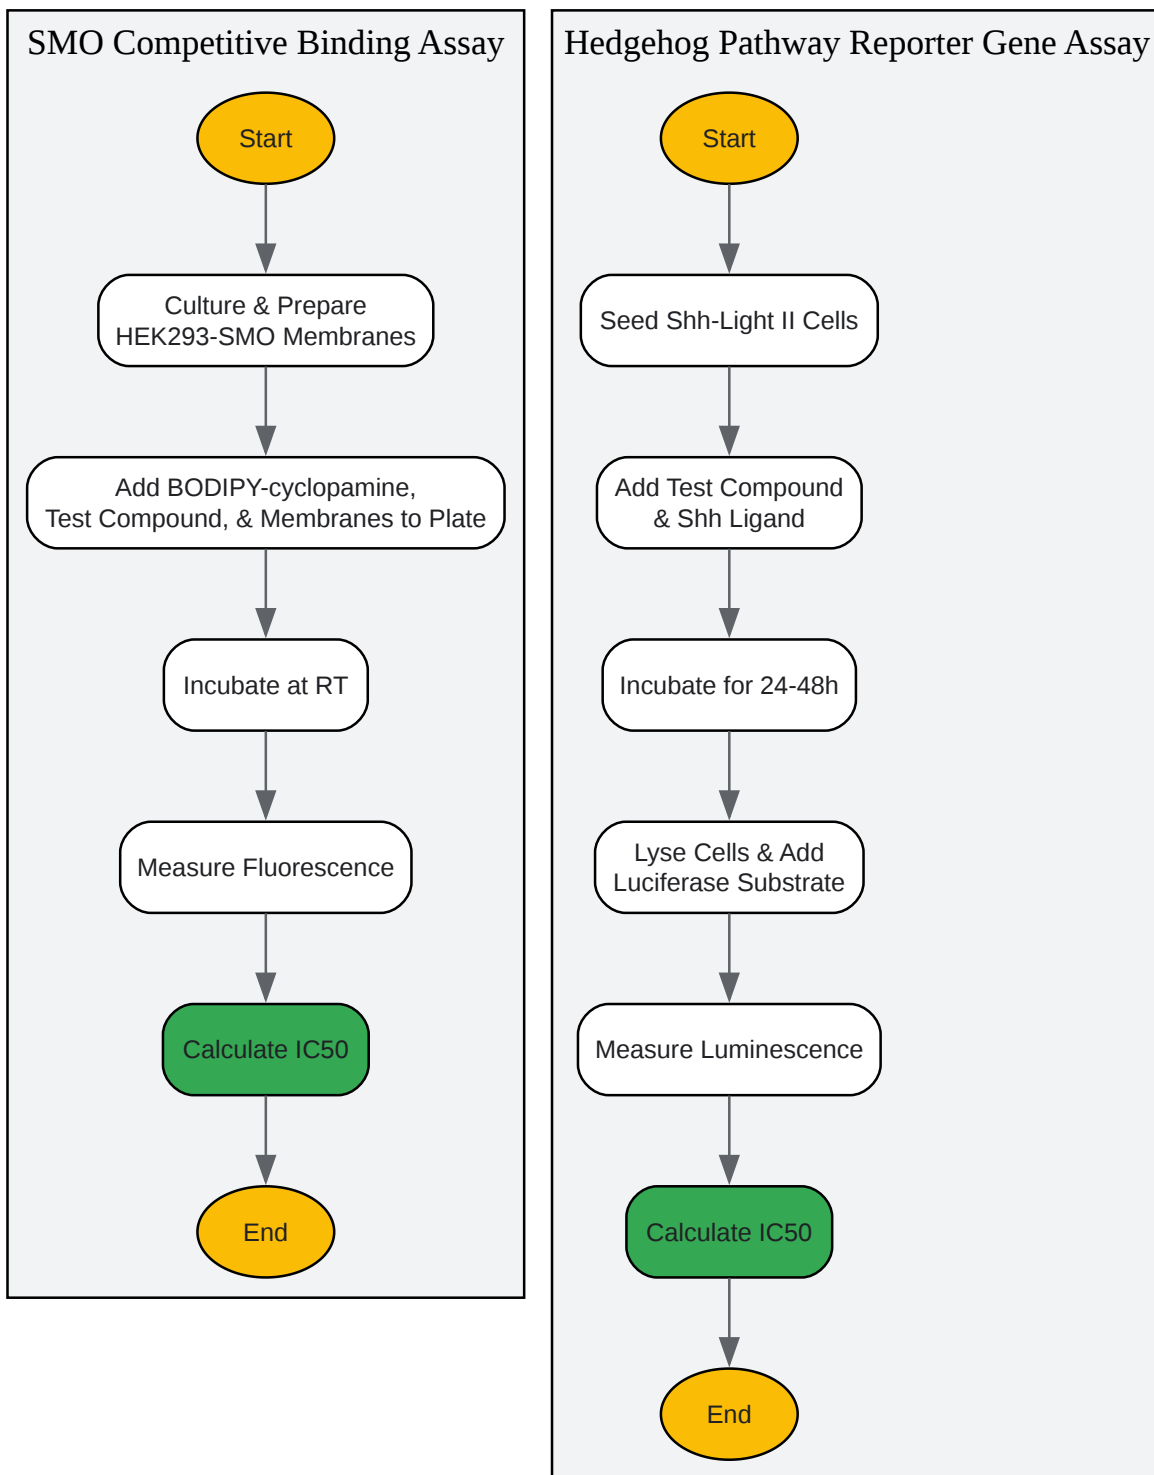 SMO Competitive Binding Assay
Start
Culture & Prepare
HEK293-SMO Membranes
Add BODIPY-cyclopamine,
Test Compound, & Membranes to Plate
Incubate at RT
Measure Fluorescence
Calculate IC50
End
Hedgehog Pathway Reporter Gene Assay
Start
Seed Shh-Light II Cells
Add Test Compound
& Shh Ligand
Incubate for 24-48h
Lyse Cells & Add
Luciferase Substrate
Measure Luminescence
Calculate IC50
End